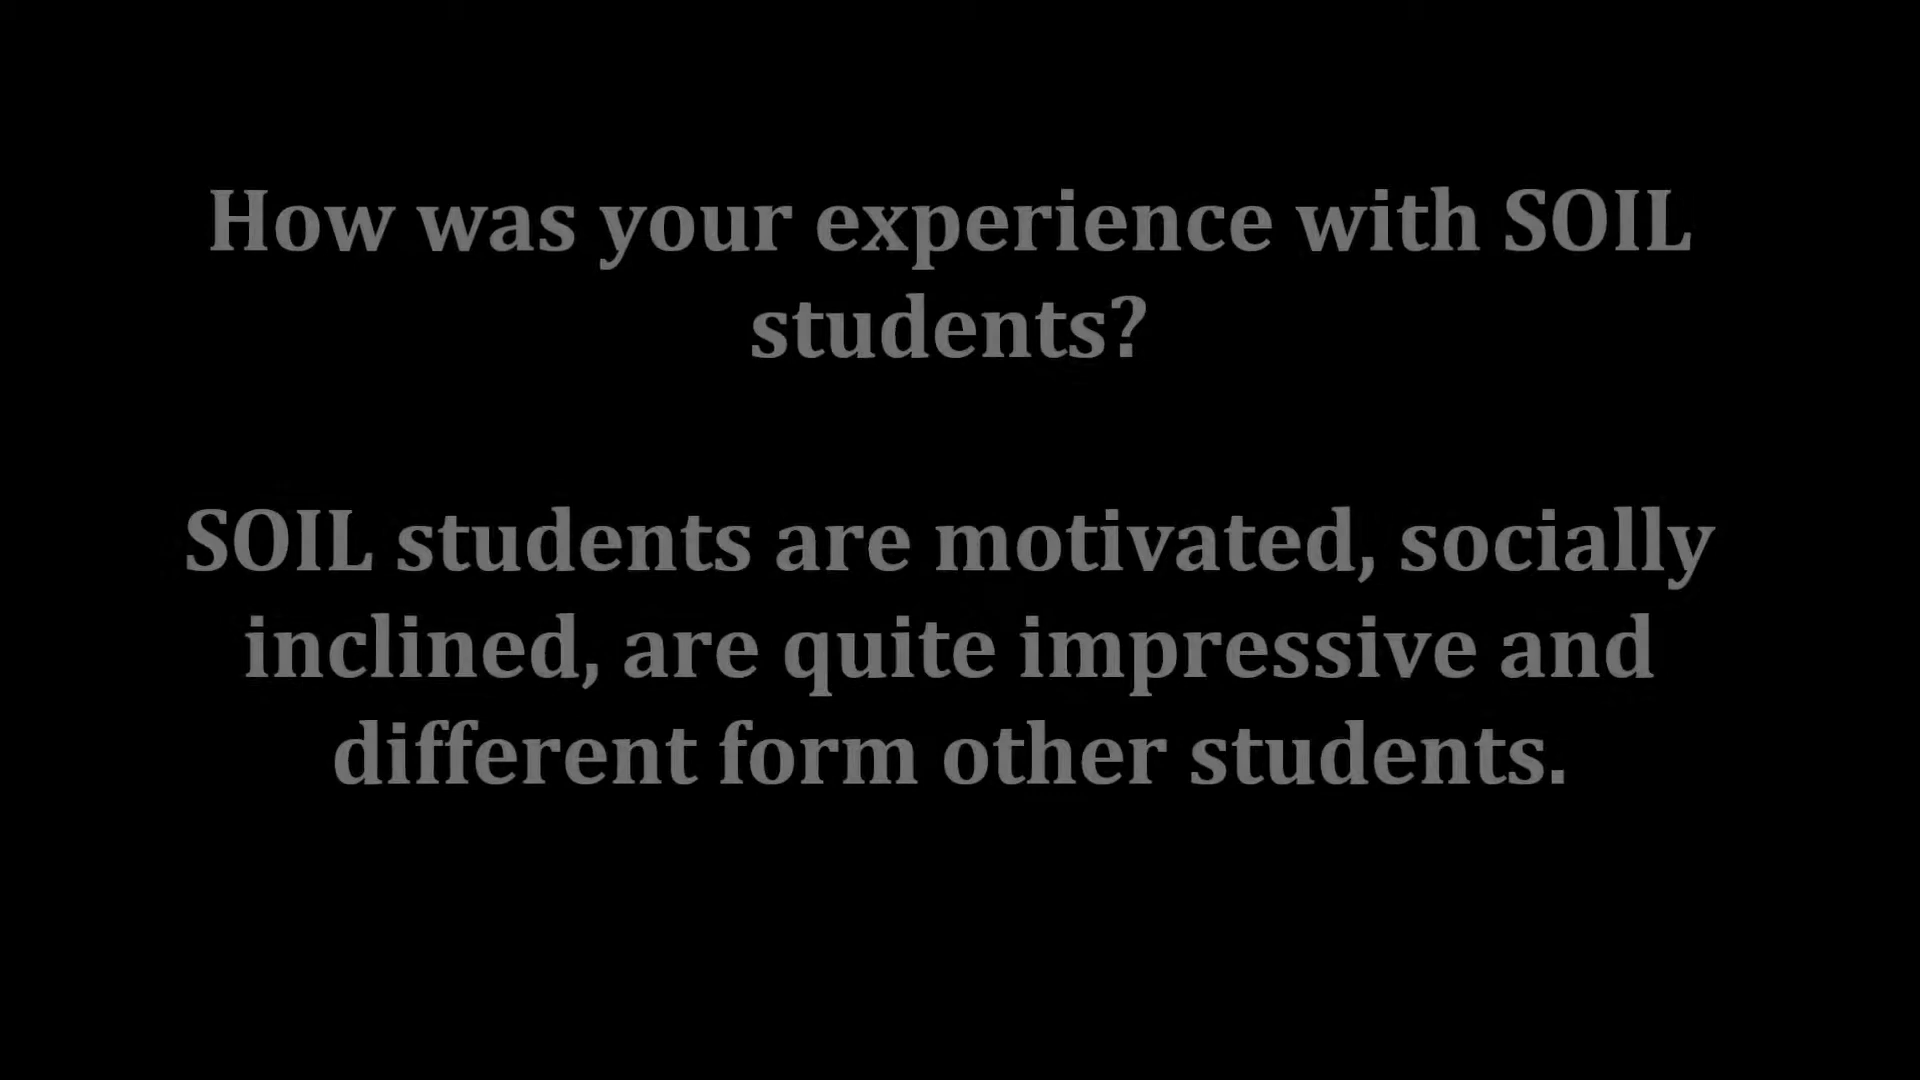 How was your experience with SOIL
students?
SOIL students are motivated, socially
inclined, are quite impressive and
different form other students.